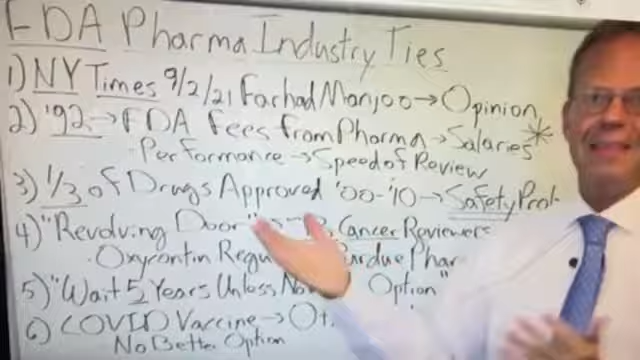 FDA Pharma Industry Ties
1) NY Times 9/2/21 Farhad Manjoo→Opinion
2) '92→FDA Fees from Pharma→Salaries*
Performance→Speed of Review
3) 1/3 of Drugs Approved '00-'10→Safety Prob
4) "Revolving Door" Cancer Reviewers
Oxycontin Regu Purdue Phar
5) "Wait 5 Years Unless No Option"
6) COVID Vaccine→
No Better Option